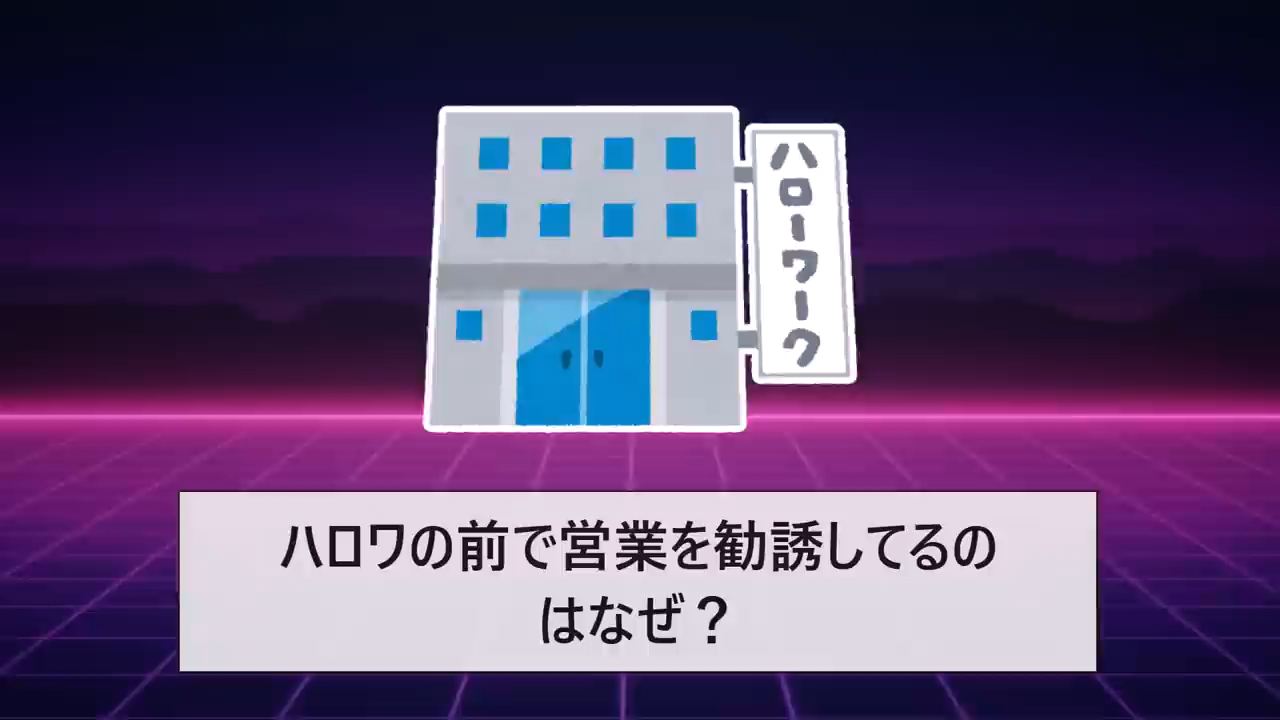 ハローワーク
ハロワの前で営業を勧誘してるの
はなぜ？